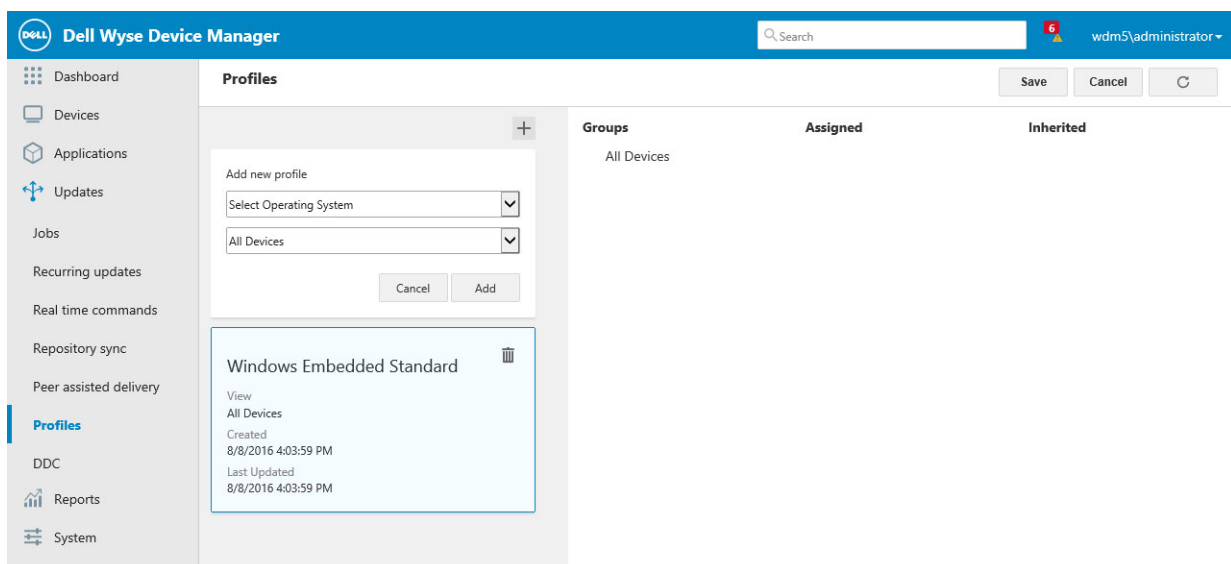 DELL Dell Wyse Device Manager Search 6 wdm5\administrator
Dashboard
Devices
Applications
Updates
Jobs
Recurring updates
Real time commands
Repository sync
Peer assisted delivery
Profiles
DDC
Reports
System
Profiles Save Cancel
Add new profile
Select Operating System
All Devices
Cancel Add
Windows Embedded Standard
View
All Devices
Created
8/8/2016 4:03:59 PM
Last Updated
8/8/2016 4:03:59 PM
Groups Assigned Inherited
All Devices